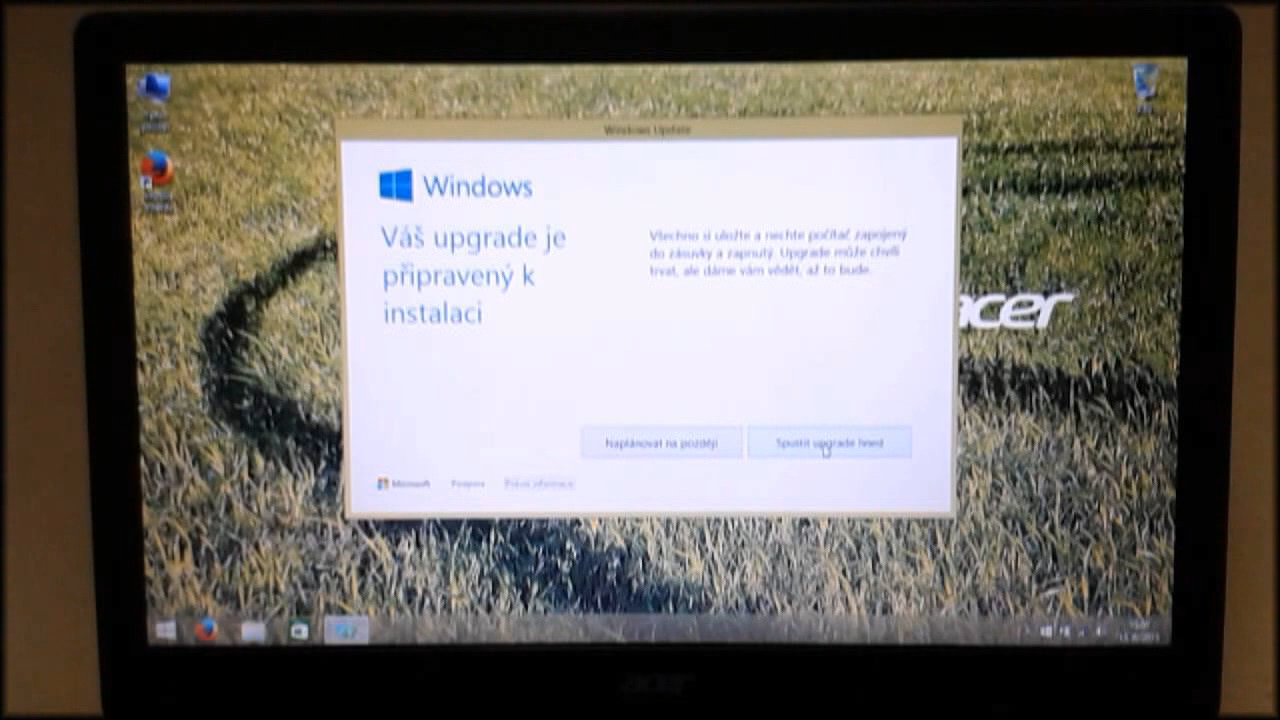 Windows Update
Windows
Váš upgrade je
připravený k
instalaci
Všechno si uložte a nechte počítač zapojený
do zásuvky a zapnutý. Upgrade může chvíli
trvat, ale dáme vám vědět, až to bude.
acer
Naplánovat na později
Spustit upgrade hned
Microsoft
Podpora
Právní informace
acer